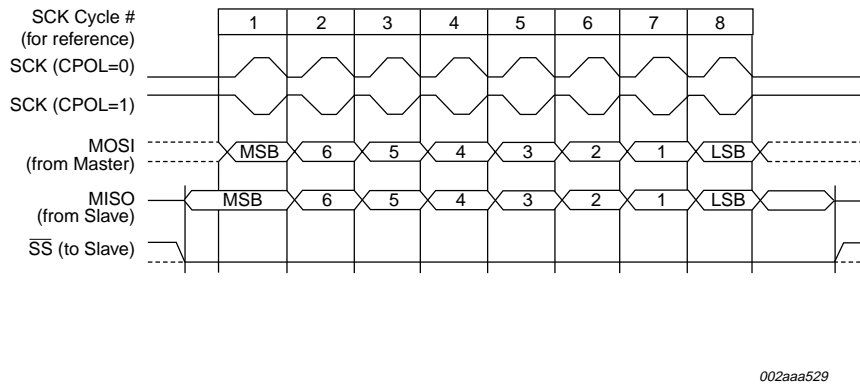 SCK Cycle # 1 2 3 4 5 6 7 8
(for reference)
SCK (CPOL=0)
SCK (CPOL=1)
MOSI MSB 6 5 4 3 2 1 LSB
(from Master)
MISO MSB 6 5 4 3 2 1 LSB
(from Slave)
S̅S̅ (to Slave)
002aaa529